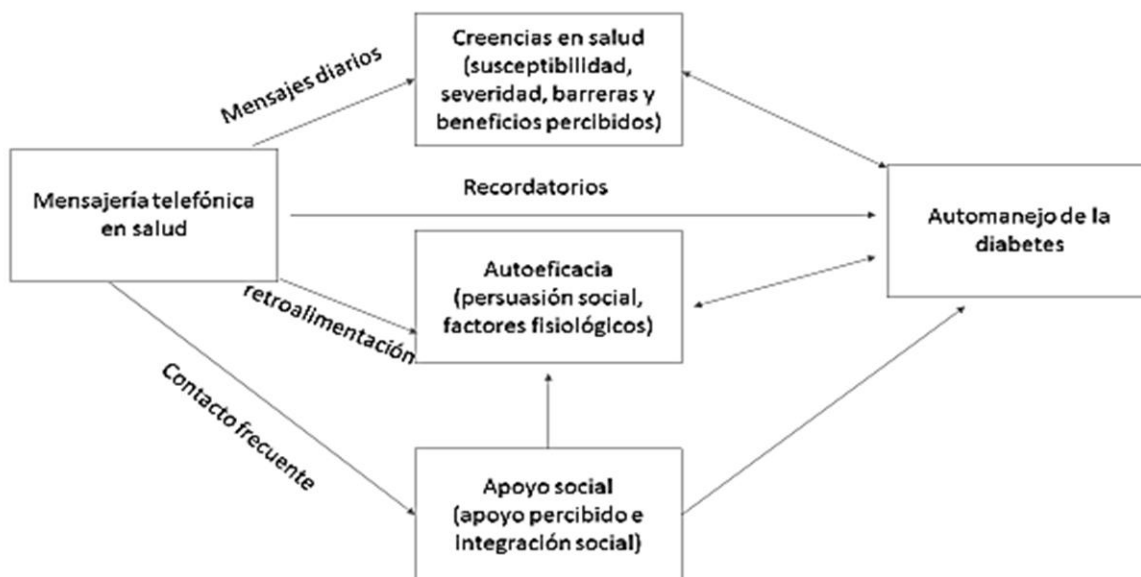 Mensajes diarios
Creencias en salud
(susceptibilidad,
severidad, barreras y
beneficios percibidos)
Mensajería telefónica
en salud
Recordatorios
Automanejo de la
diabetes
retroalimentación
Autoeficacia
(persuasión social,
factores fisiológicos)
Contacto frecuente
Apoyo social
(apoyo percibido e
integración social)